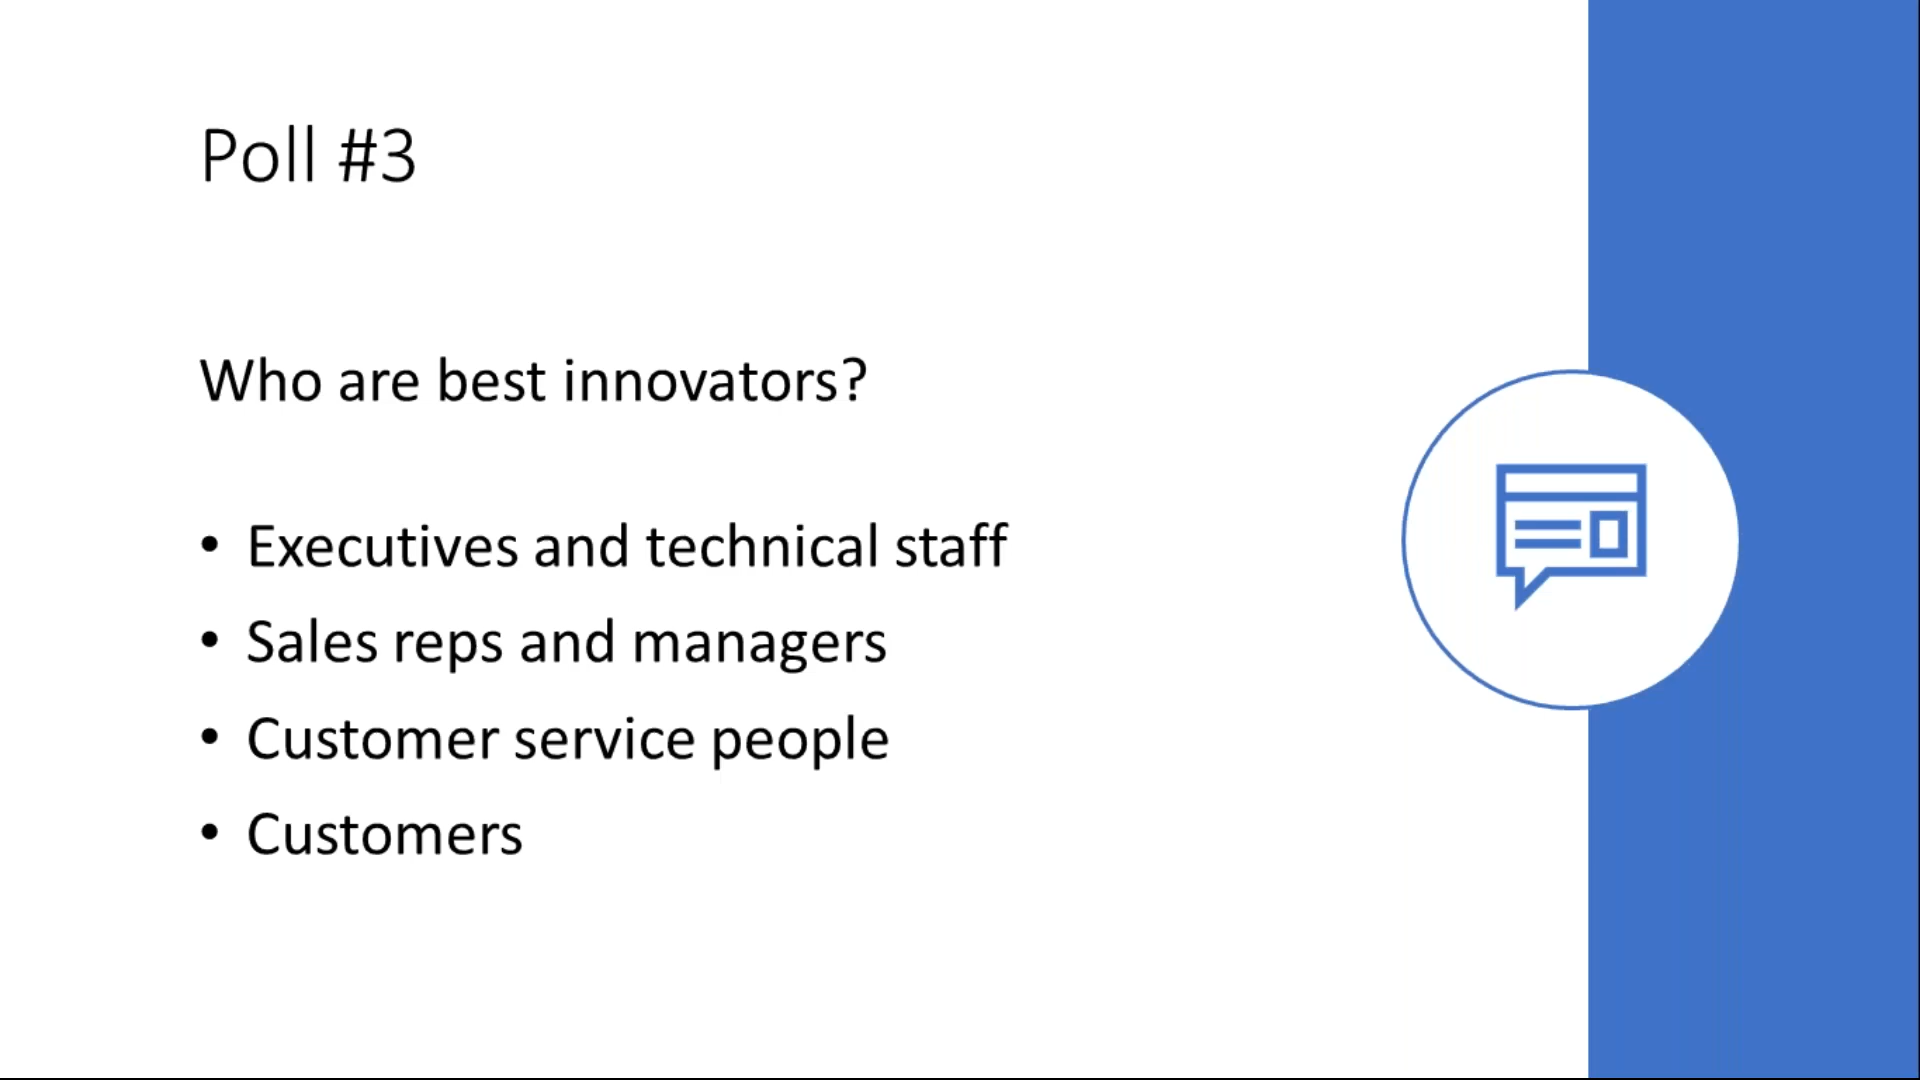 Poll #3
Who are best innovators?
• Executives and technical staff
• Sales reps and managers
• Customer service people
• Customers